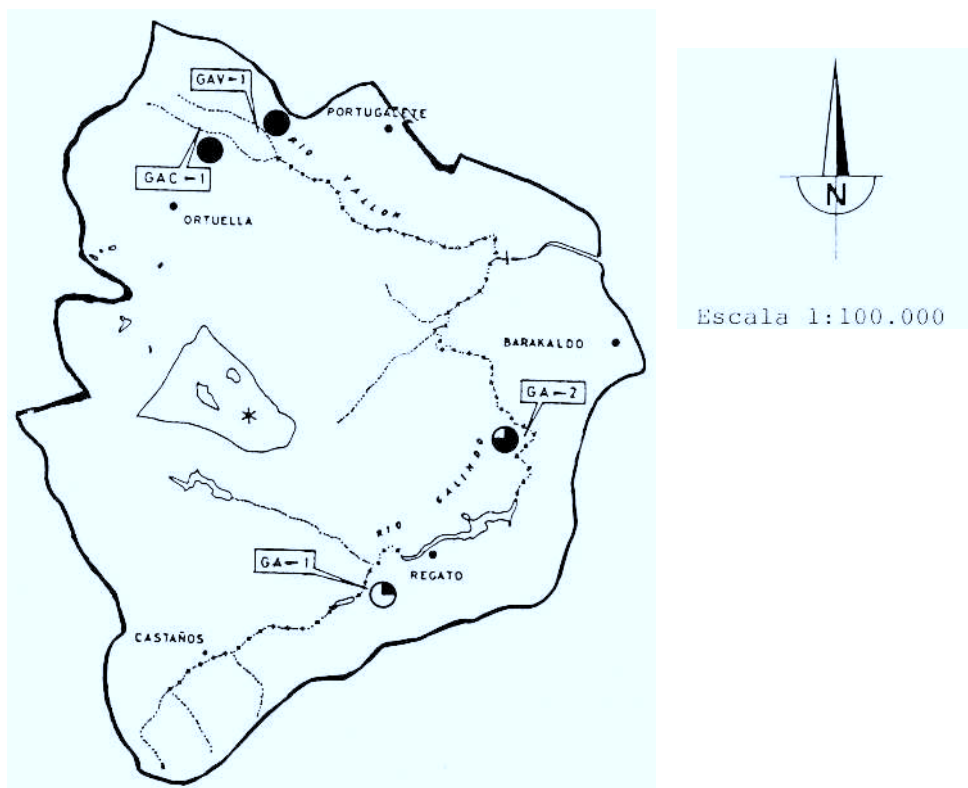 GAV-1
PORTUGALETE
RIO
VALLON
GAC-1
ORTUELLA
BARAKALDO
GA-2
GALINDO
RIO
GA-1
REGATO
CASTAÑOS
N
Escala 1:100.000